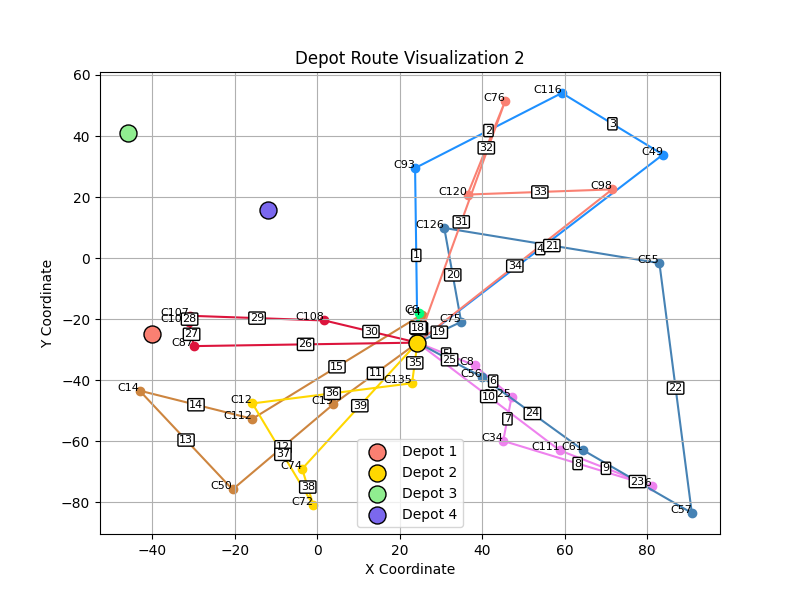 Depot Route Visualization 2
60
40
20
0
−20
−40
−60
−80
Y Coordinate
−40
−20
0
20
40
60
80
X Coordinate
C76
C116
3
2
32
C49
C93
C120
33
C98
31
C126
1
4
21
34
C55
20
C107
28
29
C108
C75
18
19
27
30
C87
26
35
25
C8
15
11
C56
6
C135
C14
36
10
22
C12
14
C19
39
C112
24
7
13
12
37
C34
C111
C61
8
9
C74
C50
38
23
C72
C57
Depot 1
Depot 2
Depot 3
Depot 4